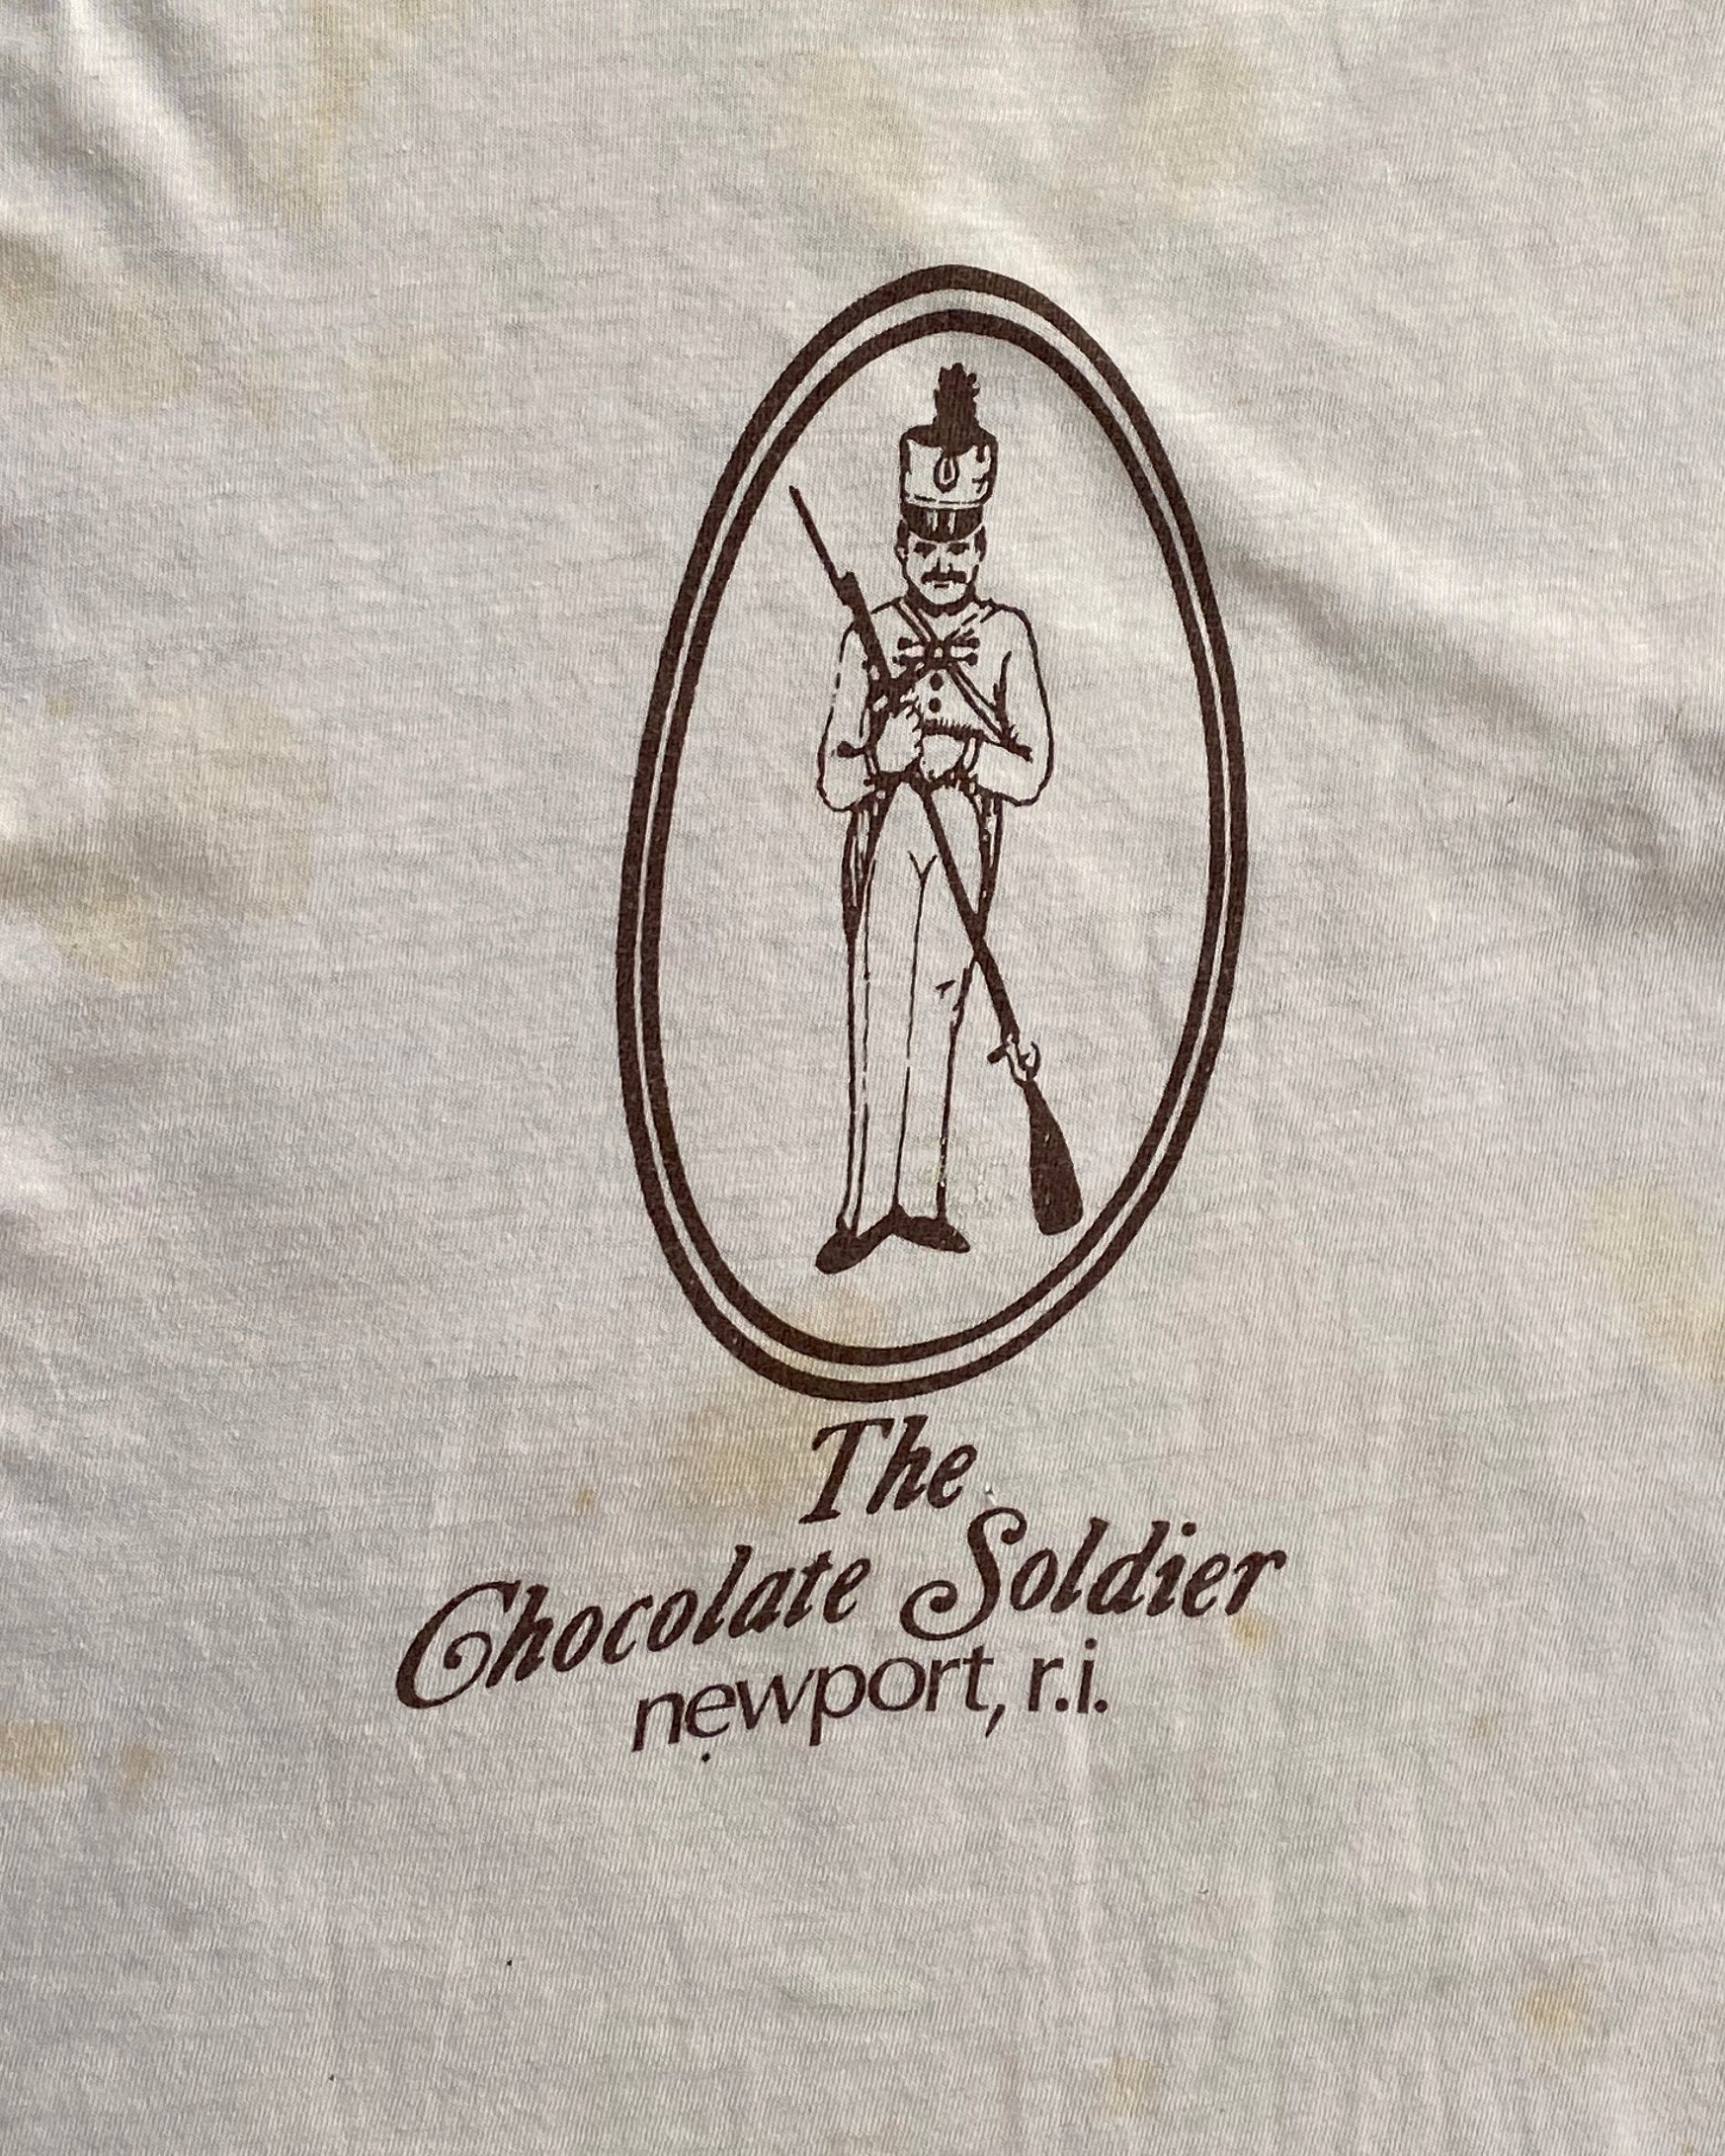 The
Chocolate Soldier
newport, r.i.